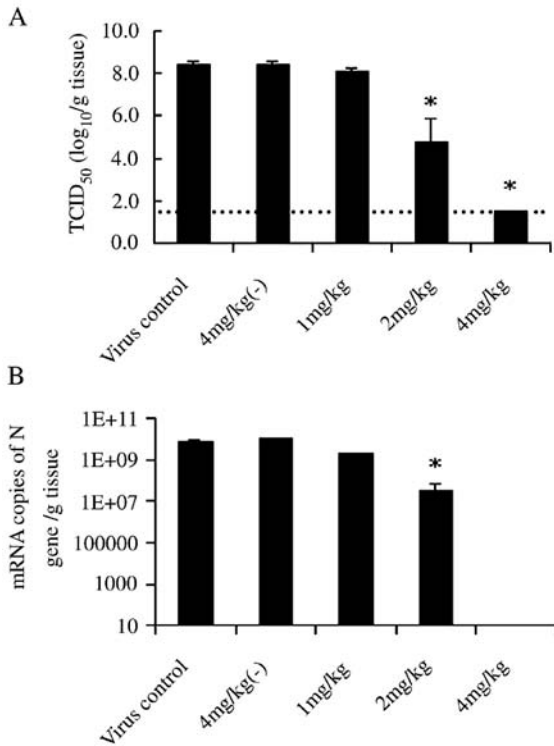 A
TCID50 (log10/g tissue)
10.0
8.0
6.0
4.0
2.0
0.0
*
*
Virus control
4mg/kg(-)
1mg/kg
2mg/kg
4mg/kg
B
mRNA copies of N
gene /g tissue
1E+11
1E+09
1E+07
100000
1000
10
*
Virus control
4mg/kg(-)
1mg/kg
2mg/kg
4mg/kg